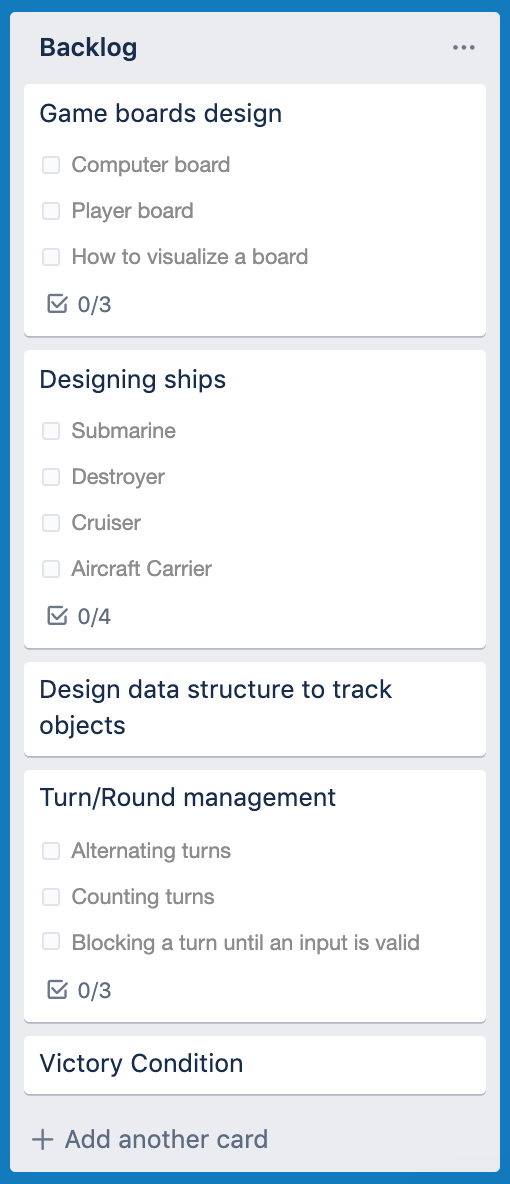 Backlog
Game boards design
Computer board
Player board
How to visualize a board
0/3
Designing ships
Submarine
Destroyer
Cruiser
Aircraft Carrier
0/4
Design data structure to track
objects
Turn/Round management
Alternating turns
Counting turns
Blocking a turn until an input is valid
0/3
Victory Condition
Add another card